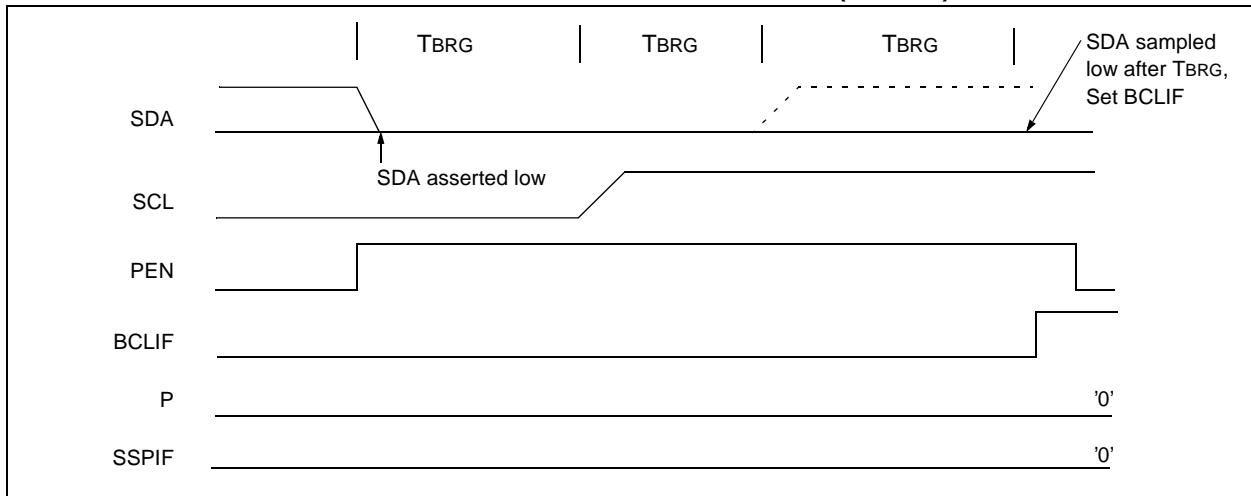 TBRG TBRG TBRG
SDA sampled
low after TBRG,
Set BCLIF
SDA
SDA asserted low
SCL
PEN
BCLIF
P '0'
SSPIF '0'